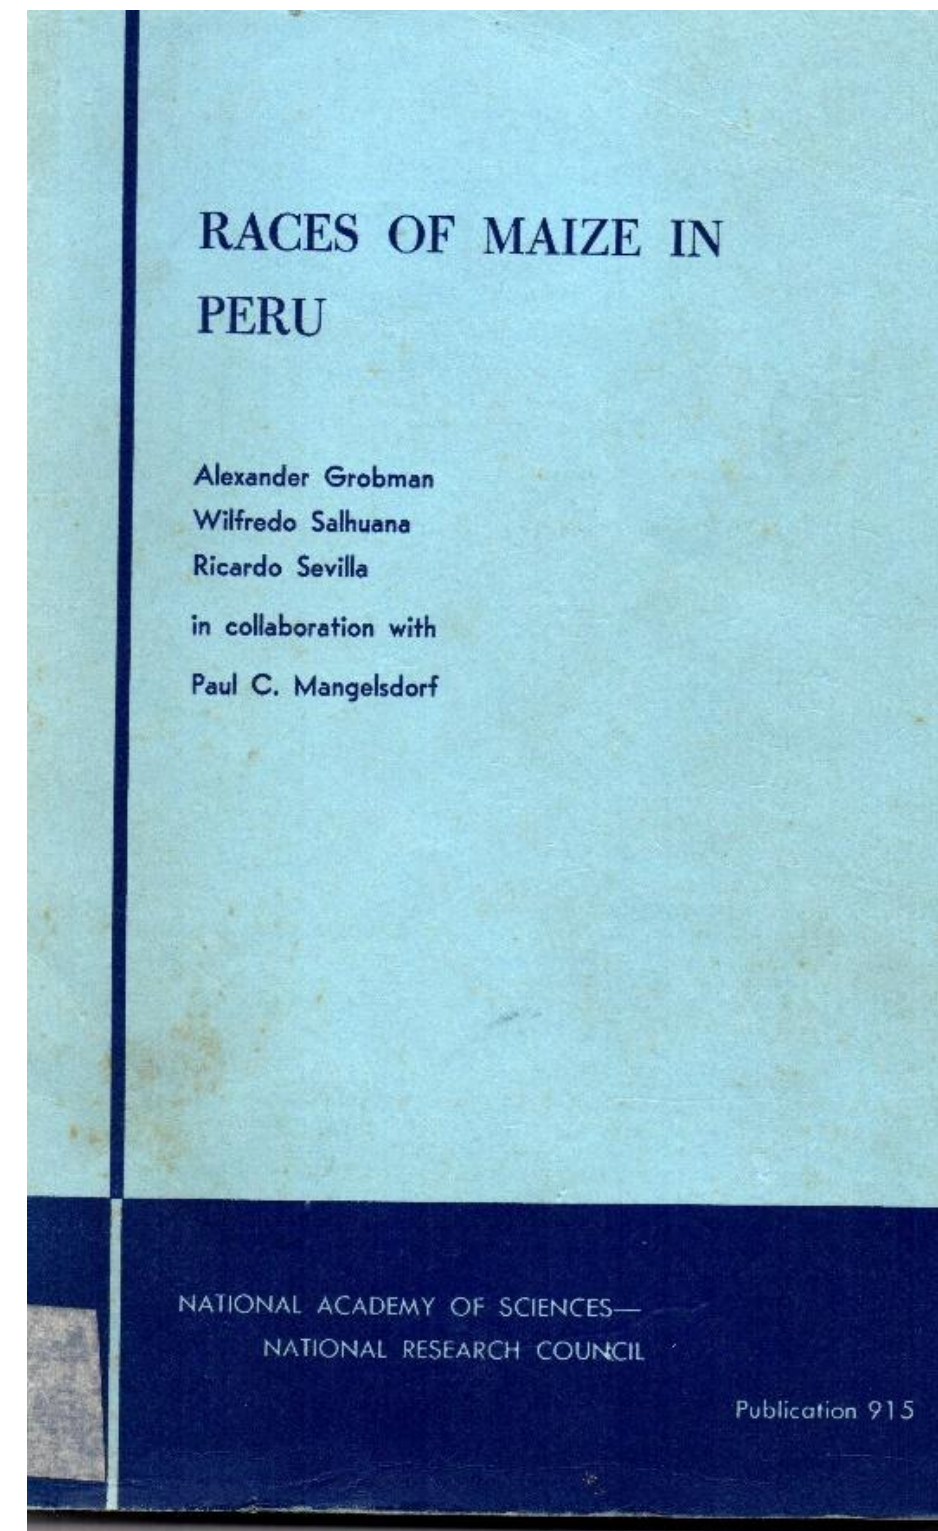 RACES OF MAIZE IN
PERU
Alexander Grobman
Wilfredo Salhuana
Ricardo Sevilla
in collaboration with
Paul C. Mangelsdorf
NATIONAL ACADEMY OF SCIENCES—
NATIONAL RESEARCH COUNCIL
Publication 915